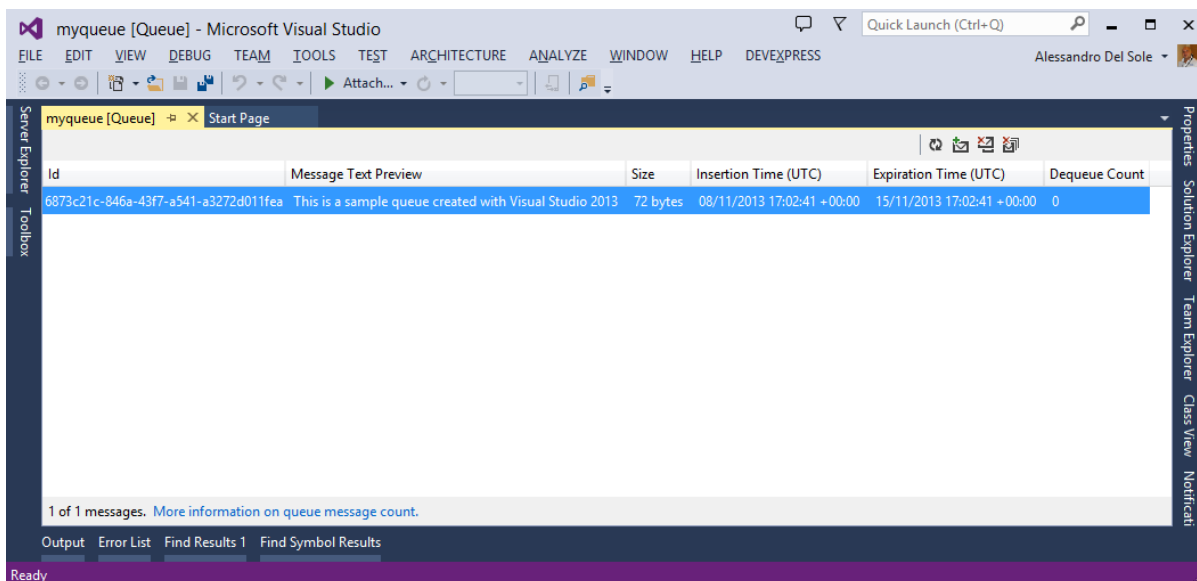 myqueue [Queue] - Microsoft Visual Studio
Quick Launch (Ctrl+Q)
FILE EDIT VIEW DEBUG TEAM TOOLS TEST ARCHITECTURE ANALYZE WINDOW HELP DEVEXPRESS
Alessandro Del Sole
Attach...
Server Explorer
Toolbox
myqueue [Queue] Start Page
Id Message Text Preview Size Insertion Time (UTC) Expiration Time (UTC) Dequeue Count
6873c21c-846a-43f7-a541-a3272d011fea This is a sample queue created with Visual Studio 2013 72 bytes 08/11/2013 17:02:41 +00:00 15/11/2013 17:02:41 +00:00 0
1 of 1 messages. More information on queue message count.
Properties
Solution Explorer
Team Explorer
Class View
Notificati
Output Error List Find Results 1 Find Symbol Results
Ready